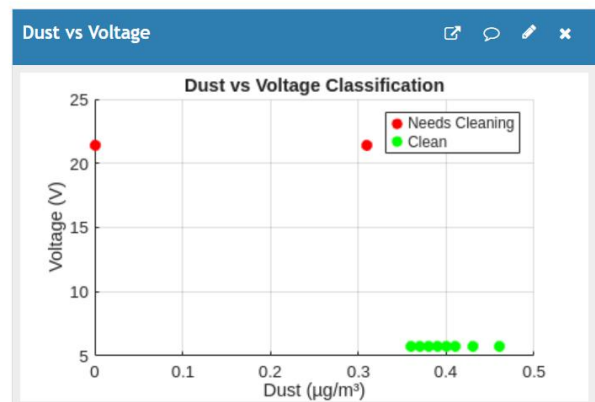 Dust vs Voltage
Dust vs Voltage Classification
25
20
15
10
5
Voltage (V)
Needs Cleaning
Clean
0
0.1
0.2
0.3
0.4
0.5
Dust (µg/m³)